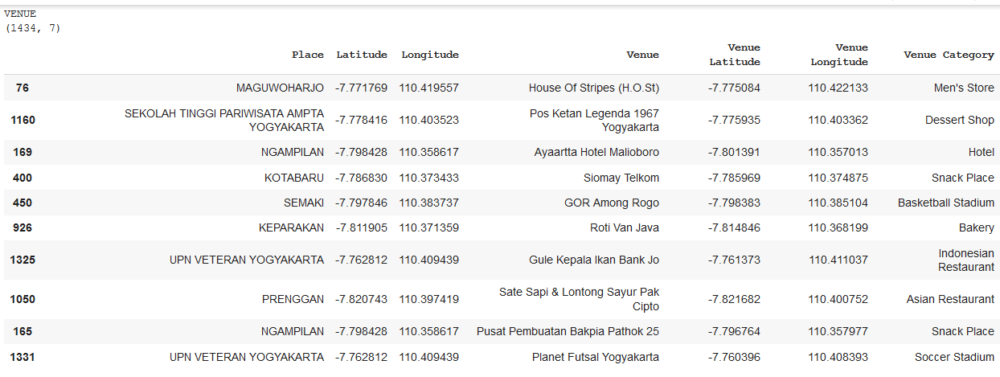 VENUE
(1434, 7)
Place Latitude Longitude Venue Venue Latitude Venue Longitude Venue Category
76 MAGUWOHARJO -7.771769 110.419557 House Of Stripes (H.O.St) -7.775084 110.422133 Men's Store
1160 SEKOLAH TINGGI PARIWISATA AMPTA YOGYAKARTA -7.778416 110.403523 Pos Ketan Legenda 1967 Yogyakarta -7.775935 110.403362 Dessert Shop
169 NGAMPILAN -7.798428 110.358617 Ayaartta Hotel Malioboro -7.801391 110.357013 Hotel
400 KOTABARU -7.786830 110.373433 Siomay Telkom -7.785969 110.374875 Snack Place
450 SEMAKI -7.797846 110.383737 GOR Among Rogo -7.798383 110.385104 Basketball Stadium
926 KEPARAKAN -7.811905 110.371359 Roti Van Java -7.814846 110.368199 Bakery
1325 UPN VETERAN YOGYAKARTA -7.762812 110.409439 Gule Kepala Ikan Bank Jo -7.761373 110.411037 Indonesian Restaurant
1050 PRENGGAN -7.820743 110.397419 Sate Sapi & Lontong Sayur Pak Cipto -7.821682 110.400752 Asian Restaurant
165 NGAMPILAN -7.798428 110.358617 Pusat Pembuatan Bakpia Pathok 25 -7.796764 110.357977 Snack Place
1331 UPN VETERAN YOGYAKARTA -7.762812 110.409439 Planet Futsal Yogyakarta -7.760396 110.408393 Soccer Stadium